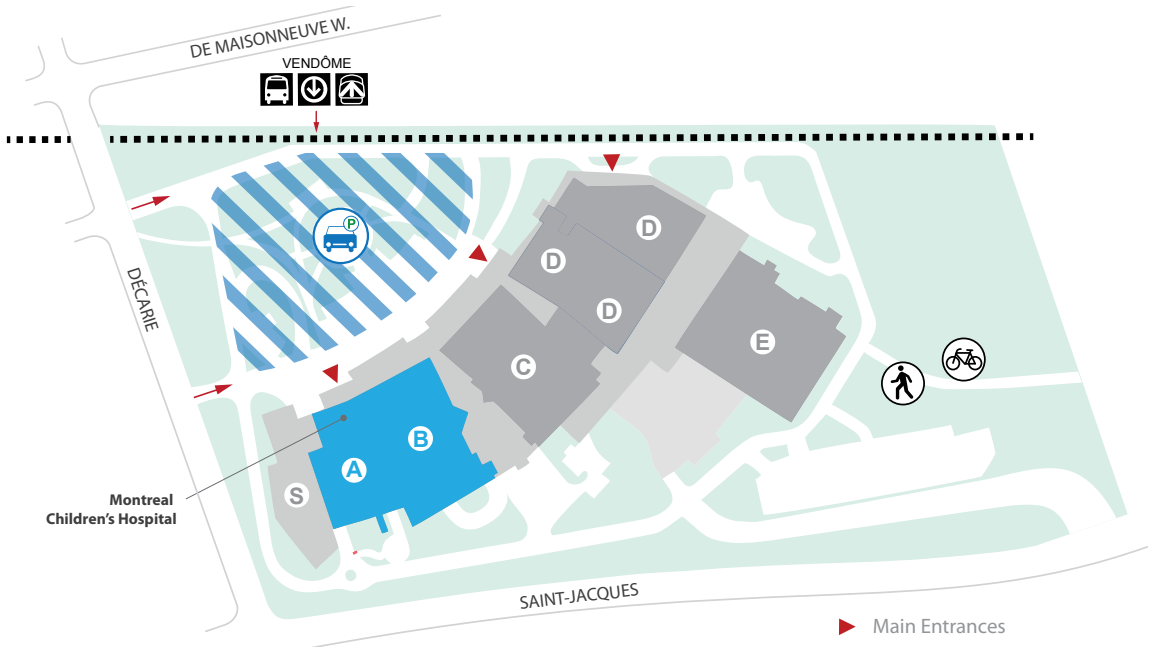 DE MAISONNEUVE W.
VENDÔME
P
D
D
D
DÉCARIE
E
C
B
A
S
Montreal
Children's Hospital
SAINT-JACQUES
Main Entrances